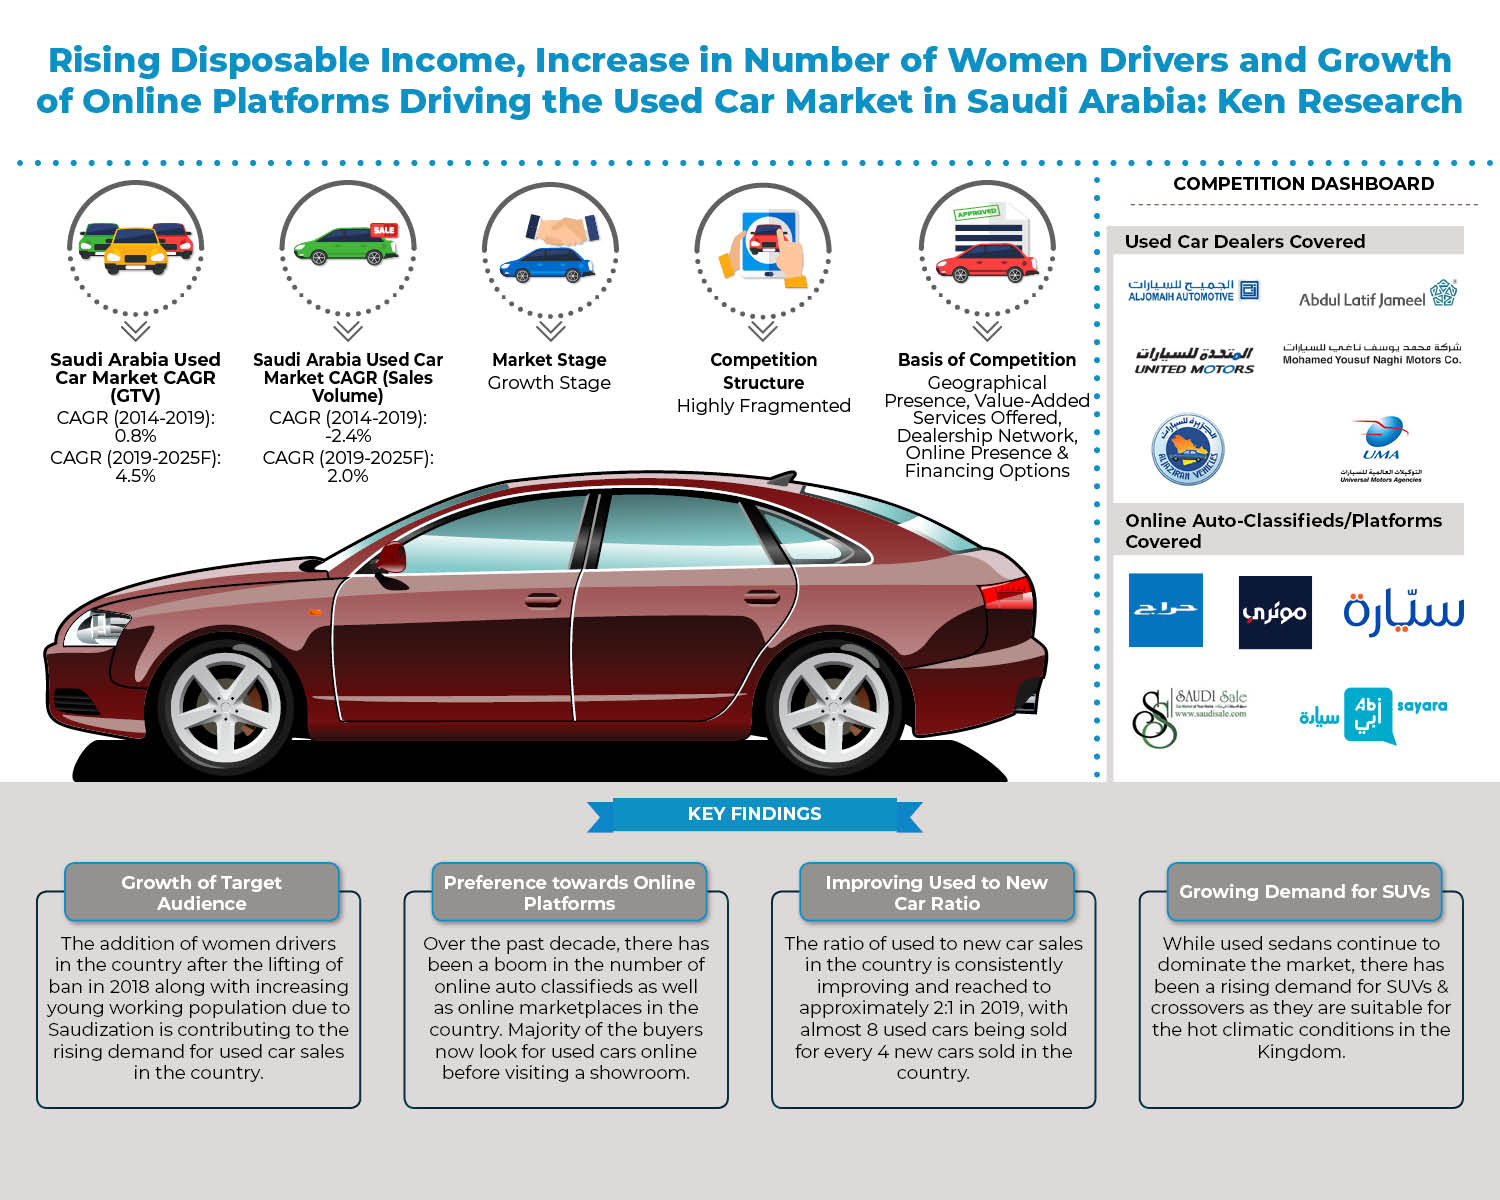 Rising Disposable Income, Increase in Number of Women Drivers and Growth
of Online Platforms Driving the Used Car Market in Saudi Arabia: Ken Research
SALE
APPROVED
Saudi Arabia Used
Car Market CAGR
(GTV)
CAGR (2014-2019):
0.8%
CAGR (2019-2025F):
4.5%
Saudi Arabia Used Car
Market CAGR (Sales
Volume)
CAGR (2014-2019):
-2.4%
CAGR (2019-2025F):
2.0%
Market Stage
Growth Stage
Competition
Structure
Highly Fragmented
Basis of Competition
Geographical
Presence, Value-Added
Services Offered,
Dealership Network,
Online Presence &
Financing Options
COMPETITION DASHBOARD
Used Car Dealers Covered
الجميح للسيارات
ALJOMAIH AUTOMOTIVE
Abdul Latif Jameel
المتحدة للسيارات
UNITED MOTORS
شركة محمد يوسف ناغي للسيارات
Mohamed Yousuf Naghi Motors Co.
الجزيرة للسيارات
ALJAZIRAH VEHICLES
UMA
التوكيلات العالمية للسيارات
Universal Motors Agencies
Online Auto-Classifieds/Platforms
Covered
حراج
موتري
سيّارة
SAUDI Sale
www.saudisale.com
سيارة
Abi
أبي
sayara
KEY FINDINGS
Growth of Target
Audience
The addition of women drivers
in the country after the lifting of
ban in 2018 along with increasing
young working population due to
Saudization is contributing to the
rising demand for used car sales
in the country.
Preference towards Online
Platforms
Over the past decade, there has
been a boom in the number of
online auto classifieds as well
as online marketplaces in the
country. Majority of the buyers
now look for used cars online
before visiting a showroom.
Improving Used to New
Car Ratio
The ratio of used to new car sales
in the country is consistently
improving and reached to
approximately 2:1 in 2019, with
almost 8 used cars being sold
for every 4 new cars sold in the
country.
Growing Demand for SUVs
While used sedans continue to
dominate the market, there has
been a rising demand for SUVs &
crossovers as they are suitable for
the hot climatic conditions in the
Kingdom.